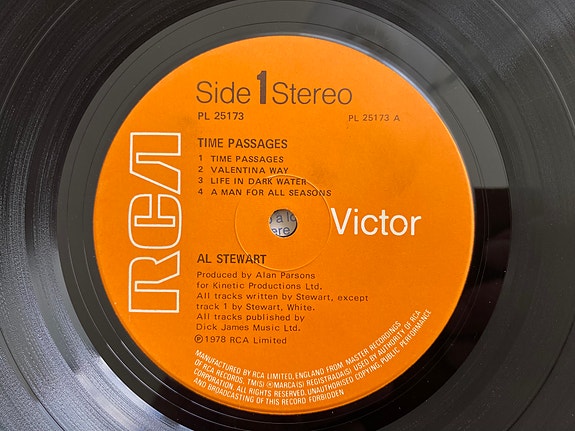 Side 1 Stereo
PL 25173
PL 25173 A
TIME PASSAGES
1 TIME PASSAGES
2 VALENTINA WAY
3 LIFE IN DARK WATER
4 A MAN FOR ALL SEASONS
RCA
Victor
AL STEWART
Produced by Alan Parsons
for Kinetic Productions Ltd.
All tracks written by Stewart, except
track 1 by Stewart, White.
All tracks published by
Dick James Music Ltd.
Ⓟ1978 RCA Limited
MANUFACTURED BY RCA LIMITED, ENGLAND FROM MASTER RECORDINGS
OF RCA RECORDS. TM(S) ® MARCA(S) REGISTRADA(S) USED BY AUTHORITY OF RCA
CORPORATION. ALL RIGHTS RESERVED. UNAUTHORISED COPYING, PUBLIC PERFORMANCE
AND BROADCASTING OF THIS RECORD FORBIDDEN